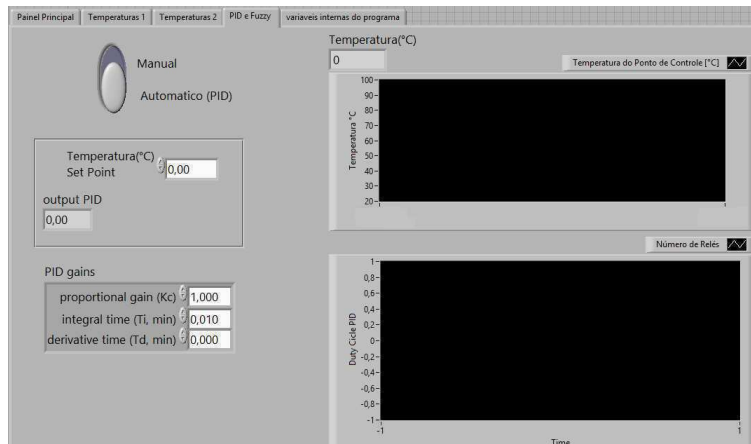 Painel Principal
Temperaturas 1
Temperaturas 2
PID e Fuzzy
variaveis internas do programa
Manual
Automatico (PID)
Temperatura(°C)
Set Point
0,00
output PID
0,00
PID gains
proportional gain (Kc) 1,000
integral time (Ti, min) 0,010
derivative time (Td, min) 0,000
Temperatura(°C)
0
Temperatura do Ponto de Controle [°C]
Temperatura °C
100
90
80
70
60
50
40
30
20
Número de Relés
Duty Cicle PID
1
0,8
0,6
0,4
0,2
0
-0,2
-0,4
-0,6
-0,8
-1
-1
1
Time